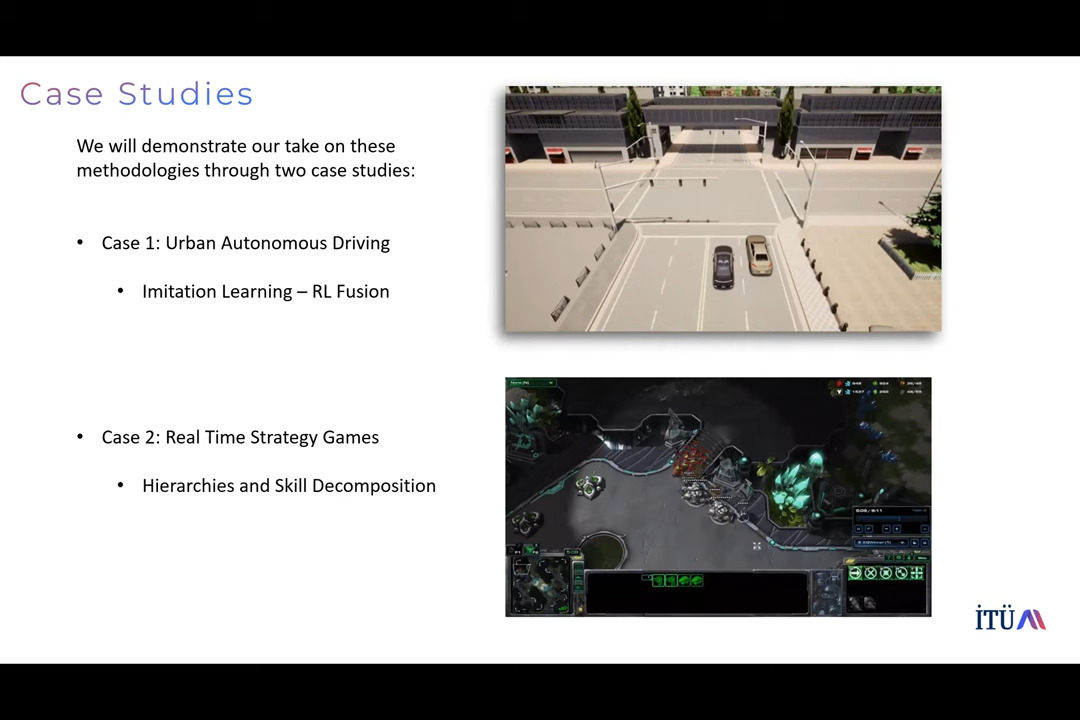 Case Studies
We will demonstrate our take on these
methodologies through two case studies:
• Case 1: Urban Autonomous Driving
• Imitation Learning – RL Fusion
• Case 2: Real Time Strategy Games
• Hierarchies and Skill Decomposition
İTÜ